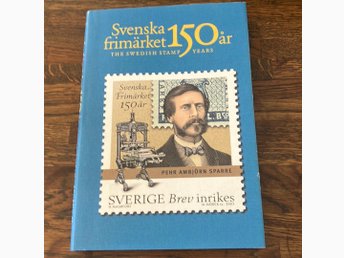 Svenska
frimärket 150 år
THE SWEDISH STAMP YEARS
Svenska
Frimärket
150 år
PEHR AMBJÖRN SPARRE
SVERIGE Brev inrikes